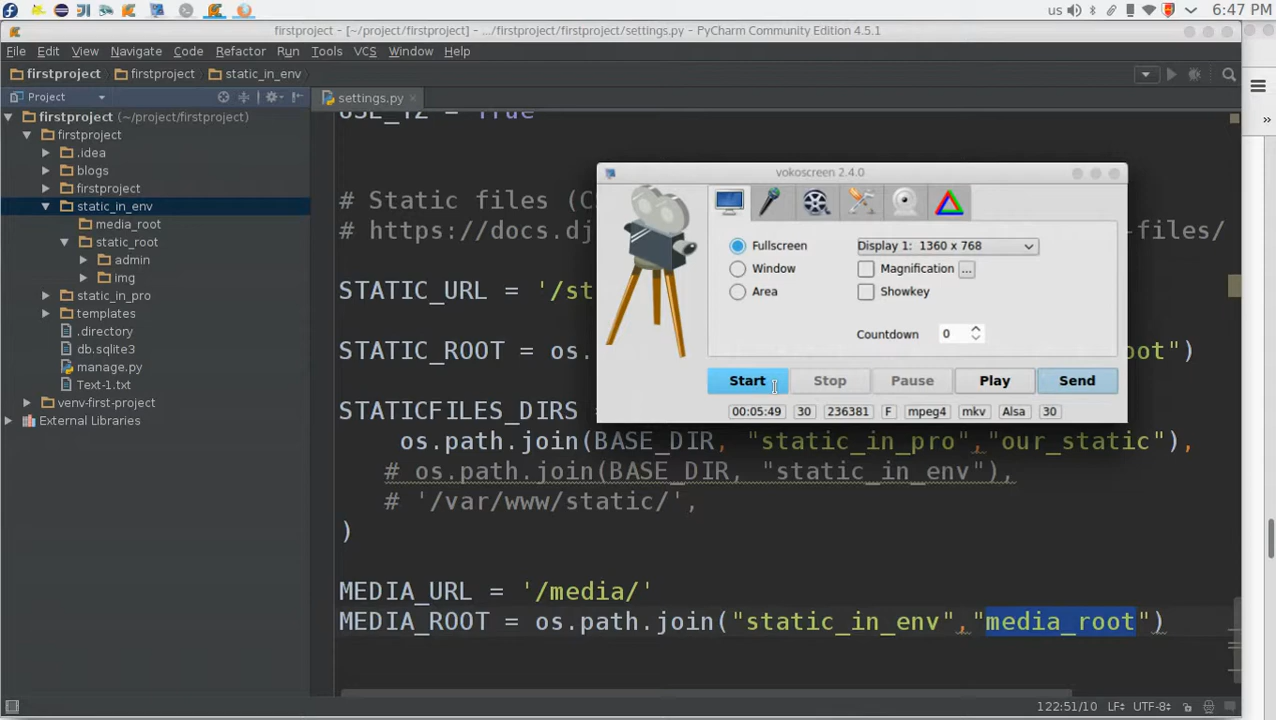 us 6:47 PM
firstproject - [~/project/firstproject] - .../firstproject/firstproject/settings.py - PyCharm Community Edition 4.5.1
File Edit View Navigate Code Refactor Run Tools VCS Window Help
firstproject firstproject static_in_env
Project settings.py
firstproject (~/project/firstproject)
firstproject
.idea
blogs
firstproject
static_in_env
media_root
static_root
admin
img
static_in_pro
templates
.directory
db.sqlite3
manage.py
Text-1.txt
venv-first-project
External Libraries
USE_TZ = True
# Static files (C
# https://docs.dj -files/
STATIC_URL = '/st
STATIC_ROOT = os. oot")
STATICFILES_DIRS
os.path.join(BASE_DIR, "static_in_pro","our_static"),
# os.path.join(BASE_DIR, "static_in_env"),
# '/var/www/static/',
)
MEDIA_URL = '/media/'
MEDIA_ROOT = os.path.join("static_in_env","media_root")
vokoscreen 2.4.0
Fullscreen Display 1: 1360 x 768
Window Magnification ...
Area Showkey
Countdown 0
Start Stop Pause Play Send
00:05:49 30 236381 F mpeg4 mkv Alsa 30
122:51/10 LF UTF-8
»